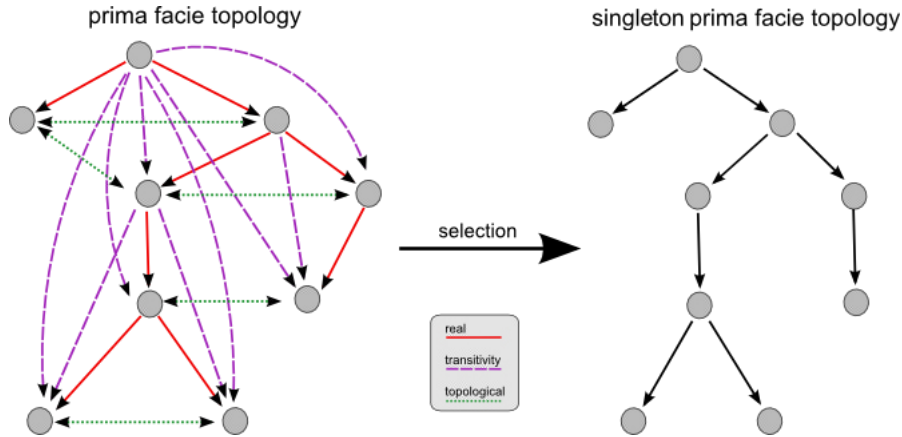 prima facie topology
singleton prima facie topology
selection
real
transitivity
topological